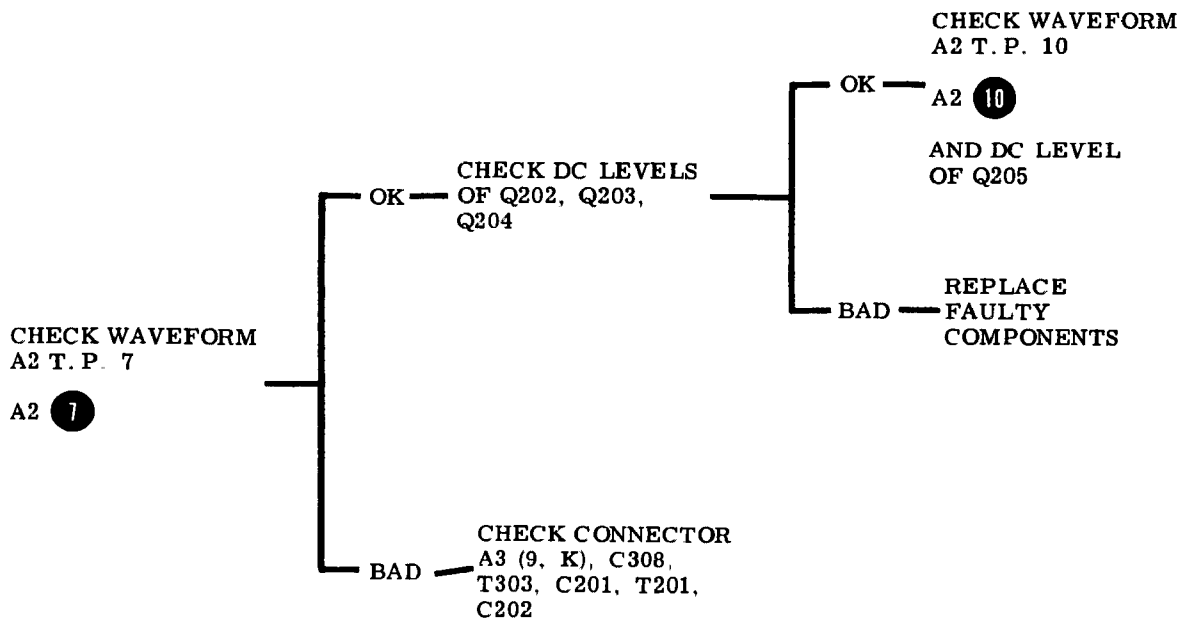 CHECK WAVEFORM
A2 T. P. 7
A2 7
OK
CHECK DC LEVELS
OF Q202, Q203,
Q204
OK
CHECK WAVEFORM
A2 T. P. 10
A2 10
AND DC LEVEL
OF Q205
BAD
REPLACE
FAULTY
COMPONENTS
BAD
CHECK CONNECTOR
A3 (9, K), C308,
T303, C201, T201,
C202